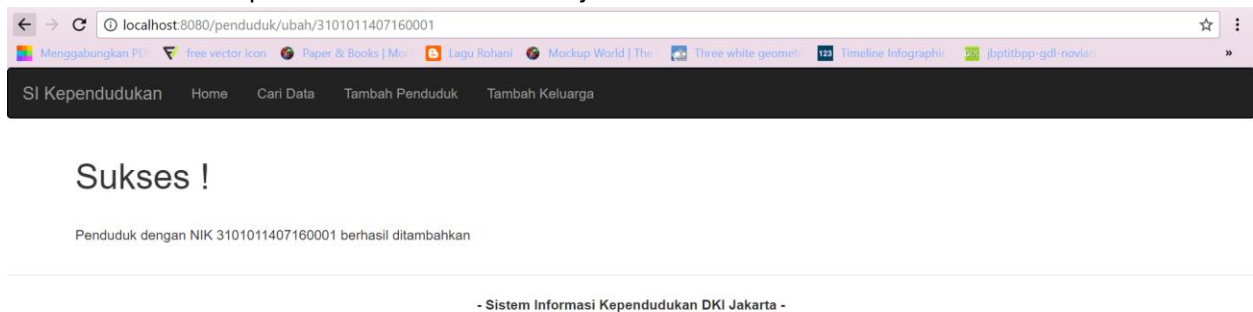 localhost:8080/penduduk/ubah/3101011407160001
Menggabungkan PD free vector icon Paper & Books | Moc Lagu Rohani Mockup World | The Three white geomet Timeline Infographic jbptitbpp-gdl-novian »
SI Kependudukan Home Cari Data Tambah Penduduk Tambah Keluarga
Sukses !
Penduduk dengan NIK 3101011407160001 berhasil ditambahkan
- Sistem Informasi Kependudukan DKI Jakarta -